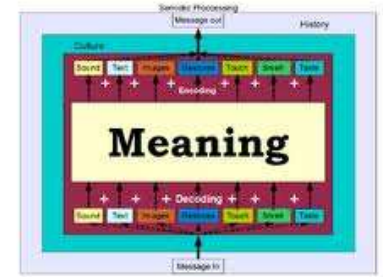 Semiotic Processing
Message out
History
Culture
Sound Text Images Gestures Touch Smell Taste
+ + + + + +
Encoding
Meaning
+ + + Decoding + + +
Sound Text Images Gestures Touch Smell Taste
Message In